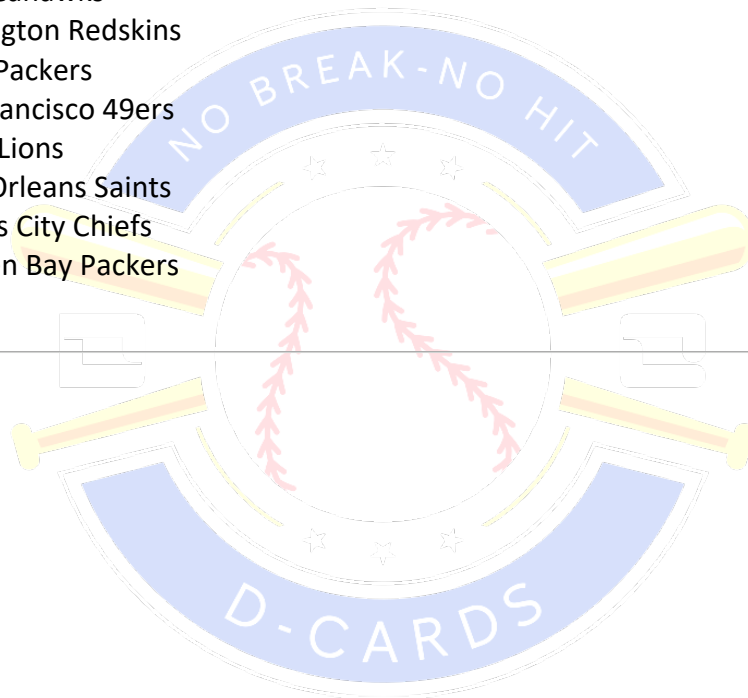 gton Redskins
Packers
ancisco 49ers
Lions
Orleans Saints
s City Chiefs
n Bay Packers
NO BREAK-NO HIT
D-CARDS